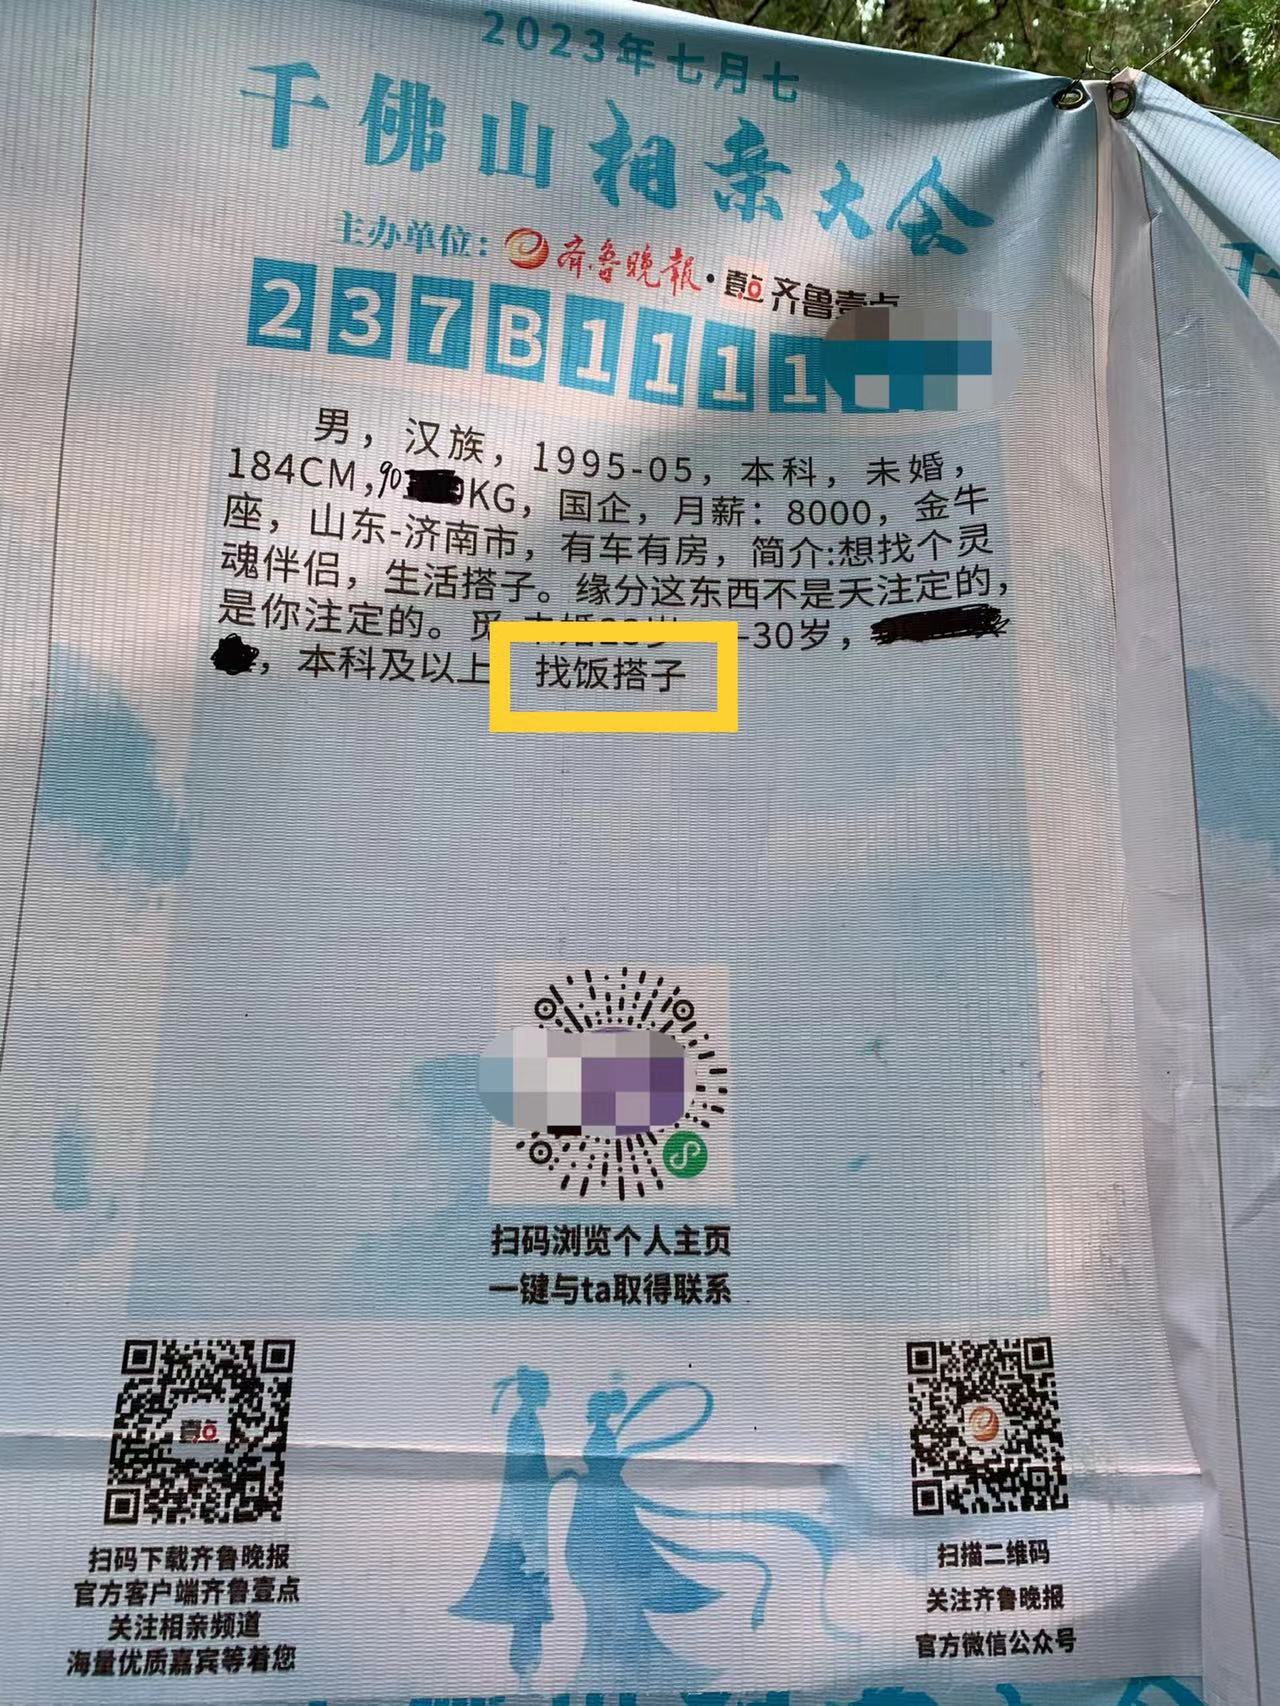 2023年七月七
千佛山相亲大会
主办单位：齐鲁晚报·壹点 齐鲁壹点
237B1111
男，汉族，1995-05，本科，未婚，
184CM,90 KG，国企，月薪：8000，金牛
座，山东-济南市，有车有房，简介:想找个灵
魂伴侣，生活搭子。缘分这东西不是天注定的，
是你注定的。觅 -30岁，
，本科及以上 找饭搭子
扫码浏览个人主页
一键与ta取得联系
壹点
扫码下载齐鲁晚报
官方客户端齐鲁壹点
关注相亲频道
海量优质嘉宾等着您
扫描二维码
关注齐鲁晚报
官方微信公众号